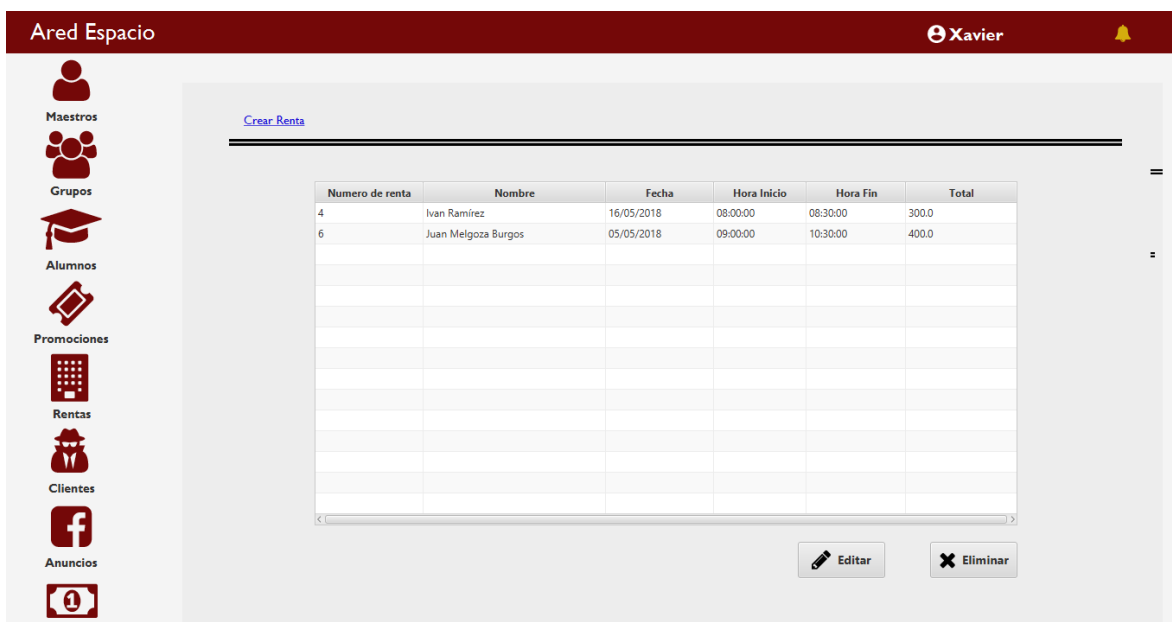 Ared Espacio Xavier
Maestros
Crear Renta
Grupos
Numero de renta Nombre Fecha Hora Inicio Hora Fin Total
4 Ivan Ramírez 16/05/2018 08:00:00 08:30:00 300.0
6 Juan Melgoza Burgos 05/05/2018 09:00:00 10:30:00 400.0
Alumnos
Promociones
Rentas
Clientes
Anuncios
Editar Eliminar
1